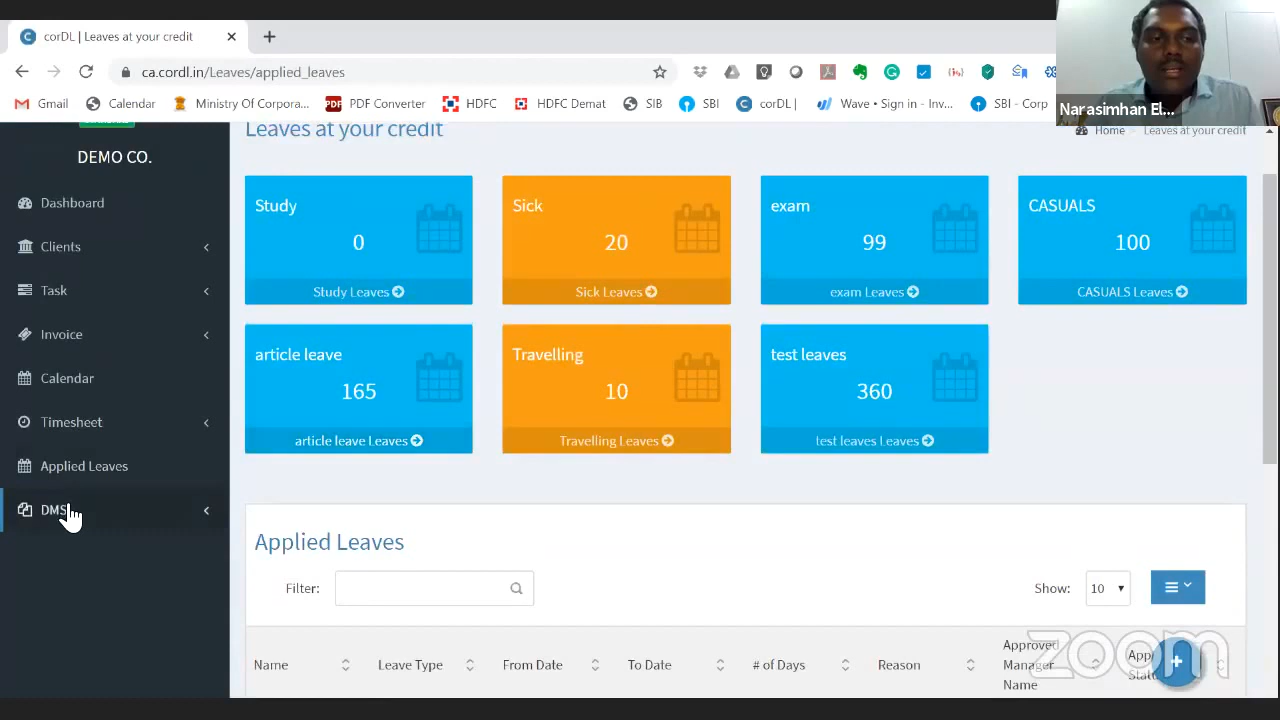 corDL | Leaves at your credit
ca.cordl.in/Leaves/applied_leaves
Gmail Calendar Ministry Of Corpora... PDF PDF Converter HDFC HDFC Demat SIB SBI corDL | Wave • Sign in - Inv... SBI - Corp
Narasimhan El...
DEMO CO.
Dashboard
Clients
Task
Invoice
Calendar
Timesheet
Applied Leaves
DMS
Leaves at your credit
Home Leaves at your credit
Study
0
Study Leaves
Sick
20
Sick Leaves
exam
99
exam Leaves
CASUALS
100
CASUALS Leaves
article leave
165
article leave Leaves
Travelling
10
Travelling Leaves
test leaves
360
test leaves Leaves
Applied Leaves
Filter:
Show: 10
Name Leave Type From Date To Date # of Days Reason Approved Manager Name
zoom